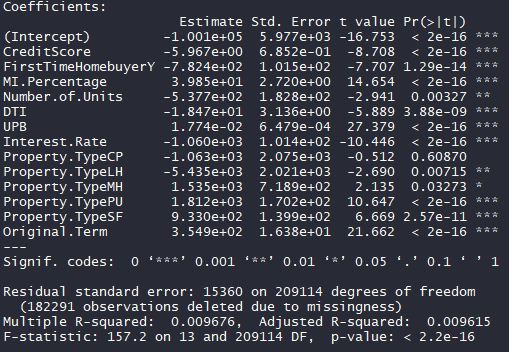 Coefficients:
Estimate Std. Error t value Pr(>|t|)
(Intercept) -1.001e+05 5.977e+03 -16.753 < 2e-16 ***
CreditScore -5.967e+00 6.852e-01 -8.708 < 2e-16 ***
FirstTimeHomebuyerY -7.824e+02 1.015e+02 -7.707 1.29e-14 ***
MI.Percentage 3.985e+01 2.720e+00 14.654 < 2e-16 ***
Number.of.Units -5.377e+02 1.828e+02 -2.941 0.00327 **
DTI -1.847e+01 3.136e+00 -5.889 3.88e-09 ***
UPB 1.774e-02 6.479e-04 27.379 < 2e-16 ***
Interest.Rate -1.060e+03 1.014e+02 -10.446 < 2e-16 ***
Property.TypeCP -1.063e+03 2.075e+03 -0.512 0.60870
Property.TypeLH -5.435e+03 2.021e+03 -2.690 0.00715 **
Property.TypeMH 1.535e+03 7.189e+02 2.135 0.03273 *
Property.TypePU 1.812e+03 1.702e+02 10.647 < 2e-16 ***
Property.TypeSF 9.330e+02 1.399e+02 6.669 2.57e-11 ***
Original.Term 3.549e+02 1.638e+01 21.662 < 2e-16 ***
---
Signif. codes: 0 ‘***’ 0.001 ‘**’ 0.01 ‘*’ 0.05 ‘.’ 0.1 ‘ ’ 1
Residual standard error: 15360 on 209114 degrees of freedom
(182291 observations deleted due to missingness)
Multiple R-squared: 0.009676, Adjusted R-squared: 0.009615
F-statistic: 157.2 on 13 and 209114 DF, p-value: < 2.2e-16